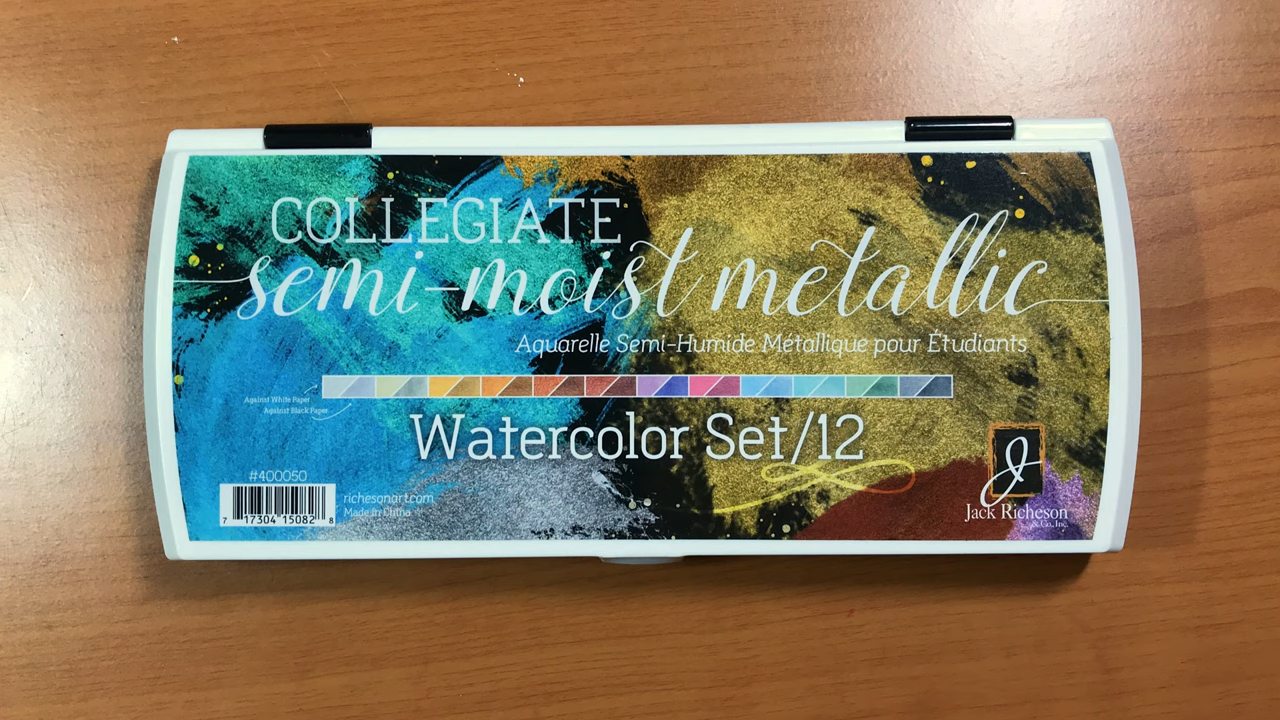 COLLEGIATE
semi-moist metallic
Aquarelle Semi-Humide Métallique pour Étudiants
Against White Paper
Against Black Paper
Watercolor Set/12
#400050
richesonart.com
Made in China
7 17304 15082 8
J
Jack Richeson
& Co., Inc.